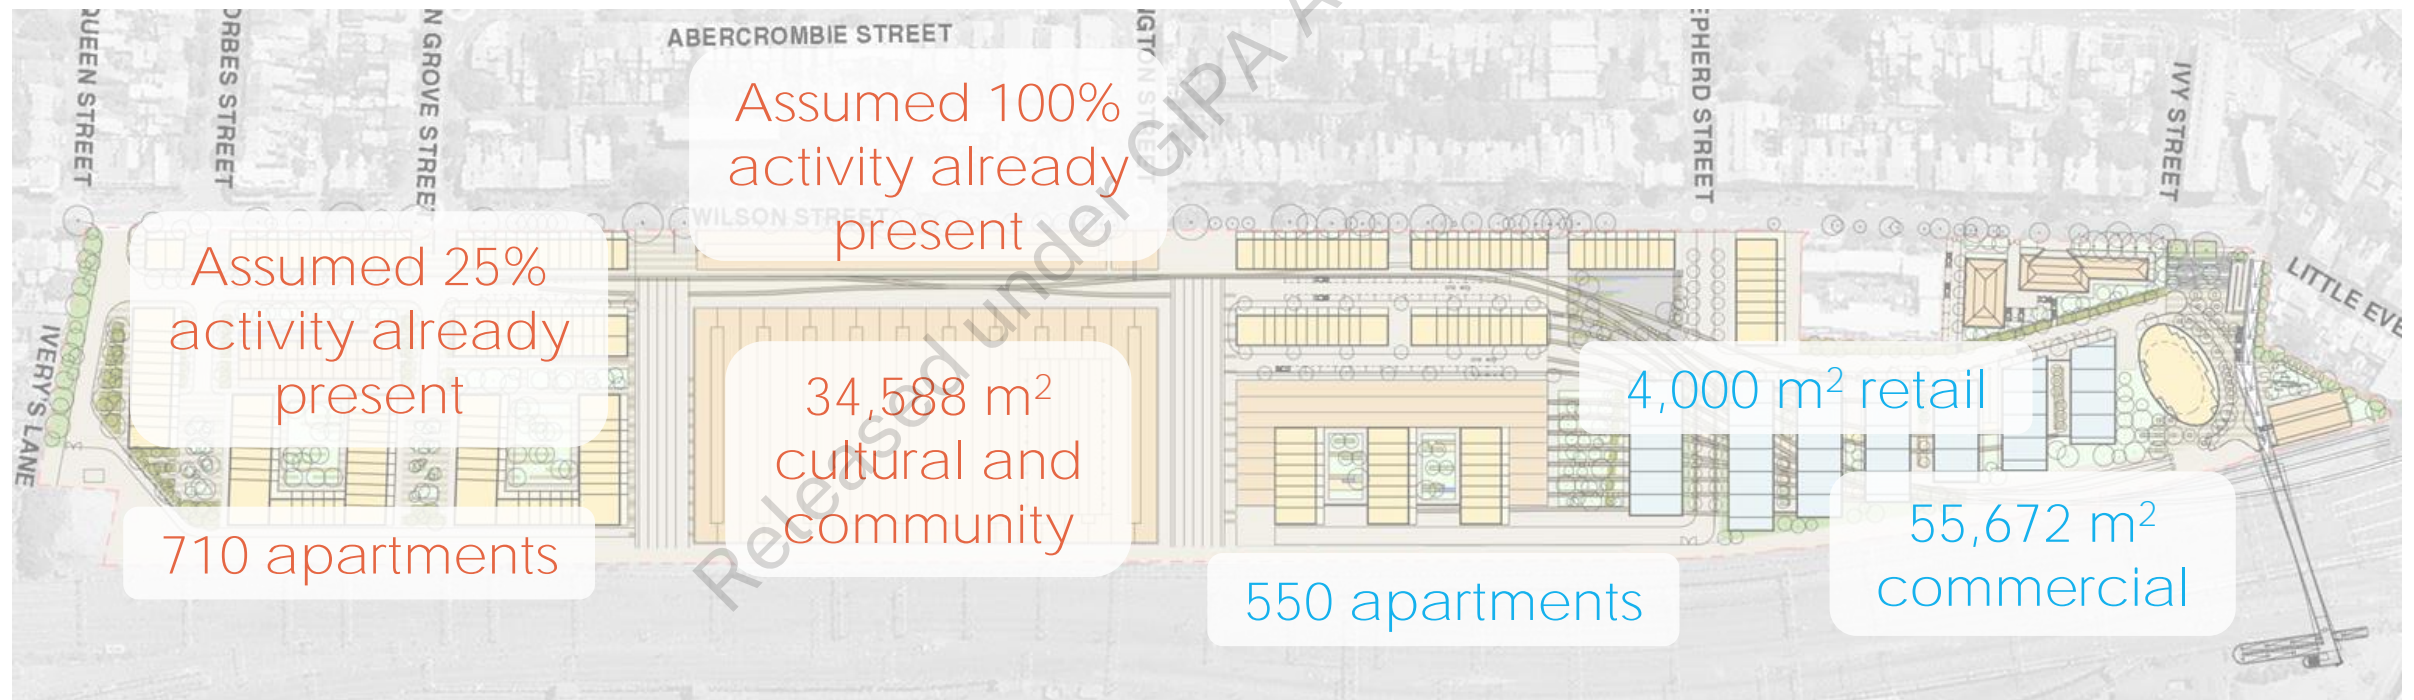 QUEEN STREET
ORBES STREET
N GROVE STREE
ABERCROMBIE STREET
NGTON S
EPHERD STREET
IVY STREET
LITTLE EVE
IVERY'S LANE
WILSON STREET
Assumed 100%
activity already
present
Assumed 25%
activity already
present
34,588 m²
cultural and
community
4,000 m² retail
55,672 m²
commercial
710 apartments
550 apartments
Released under GIPA A